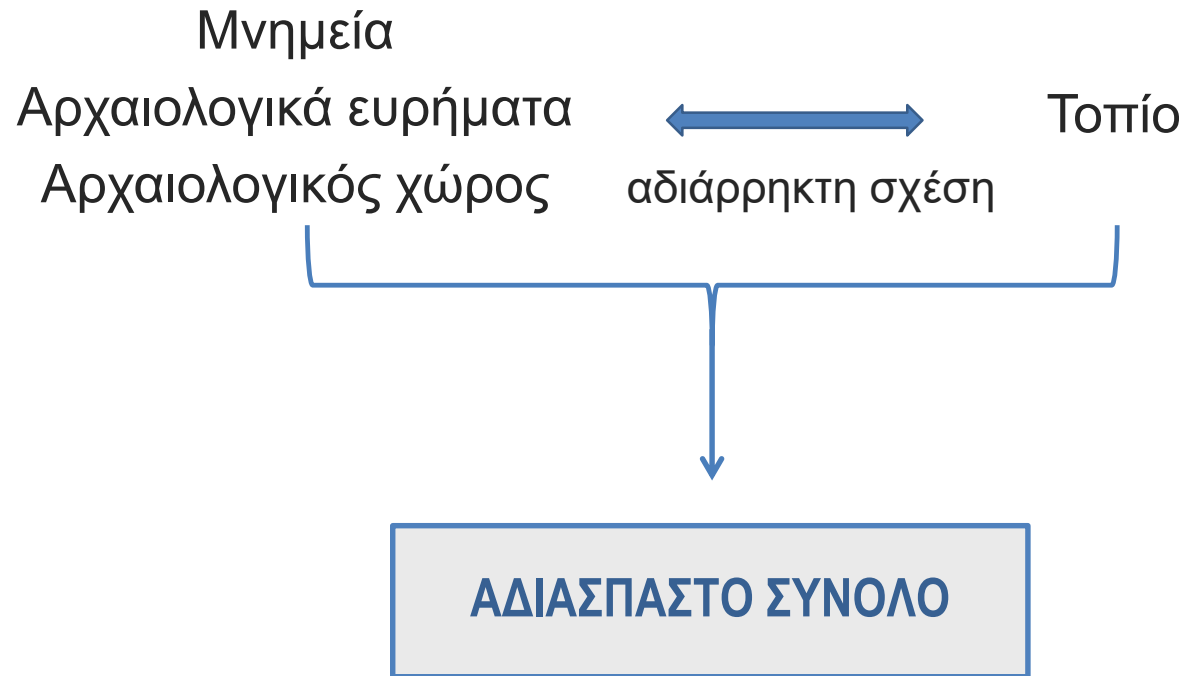 Μνημεία
Αρχαιολογικά ευρήματα
Τοπίο
Αρχαιολογικός χώρος
αδιάρρηκτη σχέση
ΑΔΙΑΣΠΑΣΤΟ ΣΥΝΟΛΟ